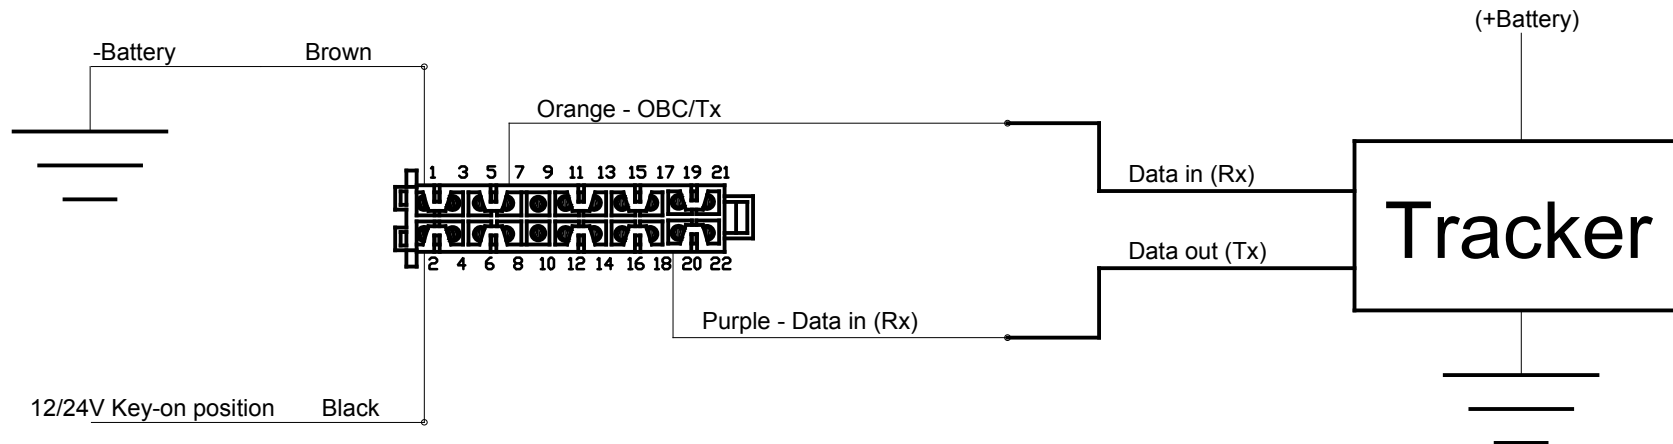 (+Battery)
-Battery Brown
Orange - OBC/Tx
1 3 5 7 9 11 13 15 17 19 21
Data in (Rx)
Tracker
Data out (Tx)
2 4 6 8 10 12 14 16 18 20 22
Purple - Data in (Rx)
12/24V Key-on position Black